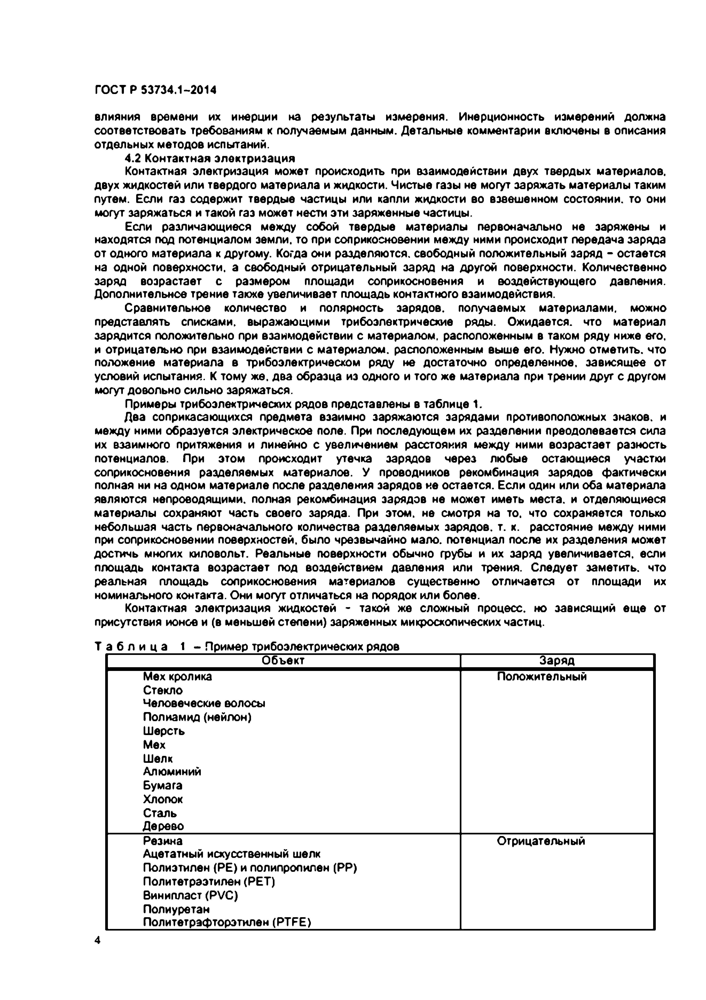 ГОСТ Р 53734.1–2014
влияния времени их инерции на результаты измерения. Инерционность измерений должна
соответствовать требованиям к получаемым данным. Детальные комментарии включены в описания
отдельных методов испытаний.
4.2 Контактная электризация
Контактная электризация может происходить при взаимодействии двух твердых материалов,
двух жидкостей или твердого материала и жидкости. Чистые газы не могут заряжать материалы таким
путем. Если газ содержит твердые частицы или капли жидкости во взвешенном состоянии, то они
могут заряжаться и такой газ может нести эти заряженные частицы.
Если различающиеся между собой твердые материалы первоначально не заряжены и
находятся под потенциалом земли, то при соприкосновении между ними происходит передача заряда
от одного материала к другому. Когда они разделяются, свободный положительный заряд – остается
на одной поверхности, а свободный отрицательный заряд на другой поверхности. Количественно
заряд возрастает с размером площади соприкосновения и воздействующего давления.
Дополнительное трение также увеличивает площадь контактного взаимодействия.
Сравнительное количество и полярность зарядов, получаемых материалами, можно
представлять списками, выражающими трибоэлектрические ряды. Ожидается, что материал
зарядится положительно при взаимодействии с материалом, расположенным в таком ряду ниже его,
и отрицательно при взаимодействии с материалом, расположенным выше его. Нужно отметить, что
положение материала в трибоэлектрическом ряду не достаточно определенное, зависящее от
условий испытания. К тому же, два образца из одного и того же материала при трении друг с другом
могут довольно сильно заряжаться.
Примеры трибоэлектрических рядов представлены в таблице 1.
Два соприкасающихся предмета взаимно заряжаются зарядами противоположных знаков, и
между ними образуется электрическое поле. При последующем их разделении преодолевается сила
их взаимного притяжения и линейно с увеличением расстояния между ними возрастает разность
потенциалов. При этом происходит утечка зарядов через любые остающиеся участки
соприкосновения разделяемых материалов. У проводников рекомбинация зарядов фактически
полная ни на одном материале после разделения зарядов не остается. Если один или оба материала
являются непроводящими, полная рекомбинация зарядов не может иметь места, и отделяющиеся
материалы сохраняют часть своего заряда. При этом, не смотря на то, что сохраняется только
небольшая часть первоначального количества разделяемых зарядов, т. к. расстояние между ними
при соприкосновении поверхностей, было чрезвычайно мало, потенциал после их разделения может
достичь многих киловольт. Реальные поверхности обычно грубы и их заряд увеличивается, если
площадь контакта возрастает под воздействием давления или трения. Следует заметить, что
реальная площадь соприкосновения материалов существенно отличается от площади их
номинального контакта. Они могут отличаться на порядок или более.
Контактная электризация жидкостей - такой же сложный процесс, но зависящий еще от
присутствия ионов и (в меньшей степени) заряженных микроскопических частиц.
Таблица 1 – Пример трибоэлектрических рядов
Объект Заряд
Мех кролика Положительный
Стекло
Человеческие волосы
Полиамид (нейлон)
Шерсть
Мех
Шелк
Алюминий
Бумага
Хлопок
Сталь
Дерево
Резина Отрицательный
Ацетатный искусственный шелк
Полиэтилен (PE) и полипропилен (PP)
Политетраэтилен (PET)
Винипласт (PVC)
Полиуретан
Политетрафторэтилен (PTFE)
4